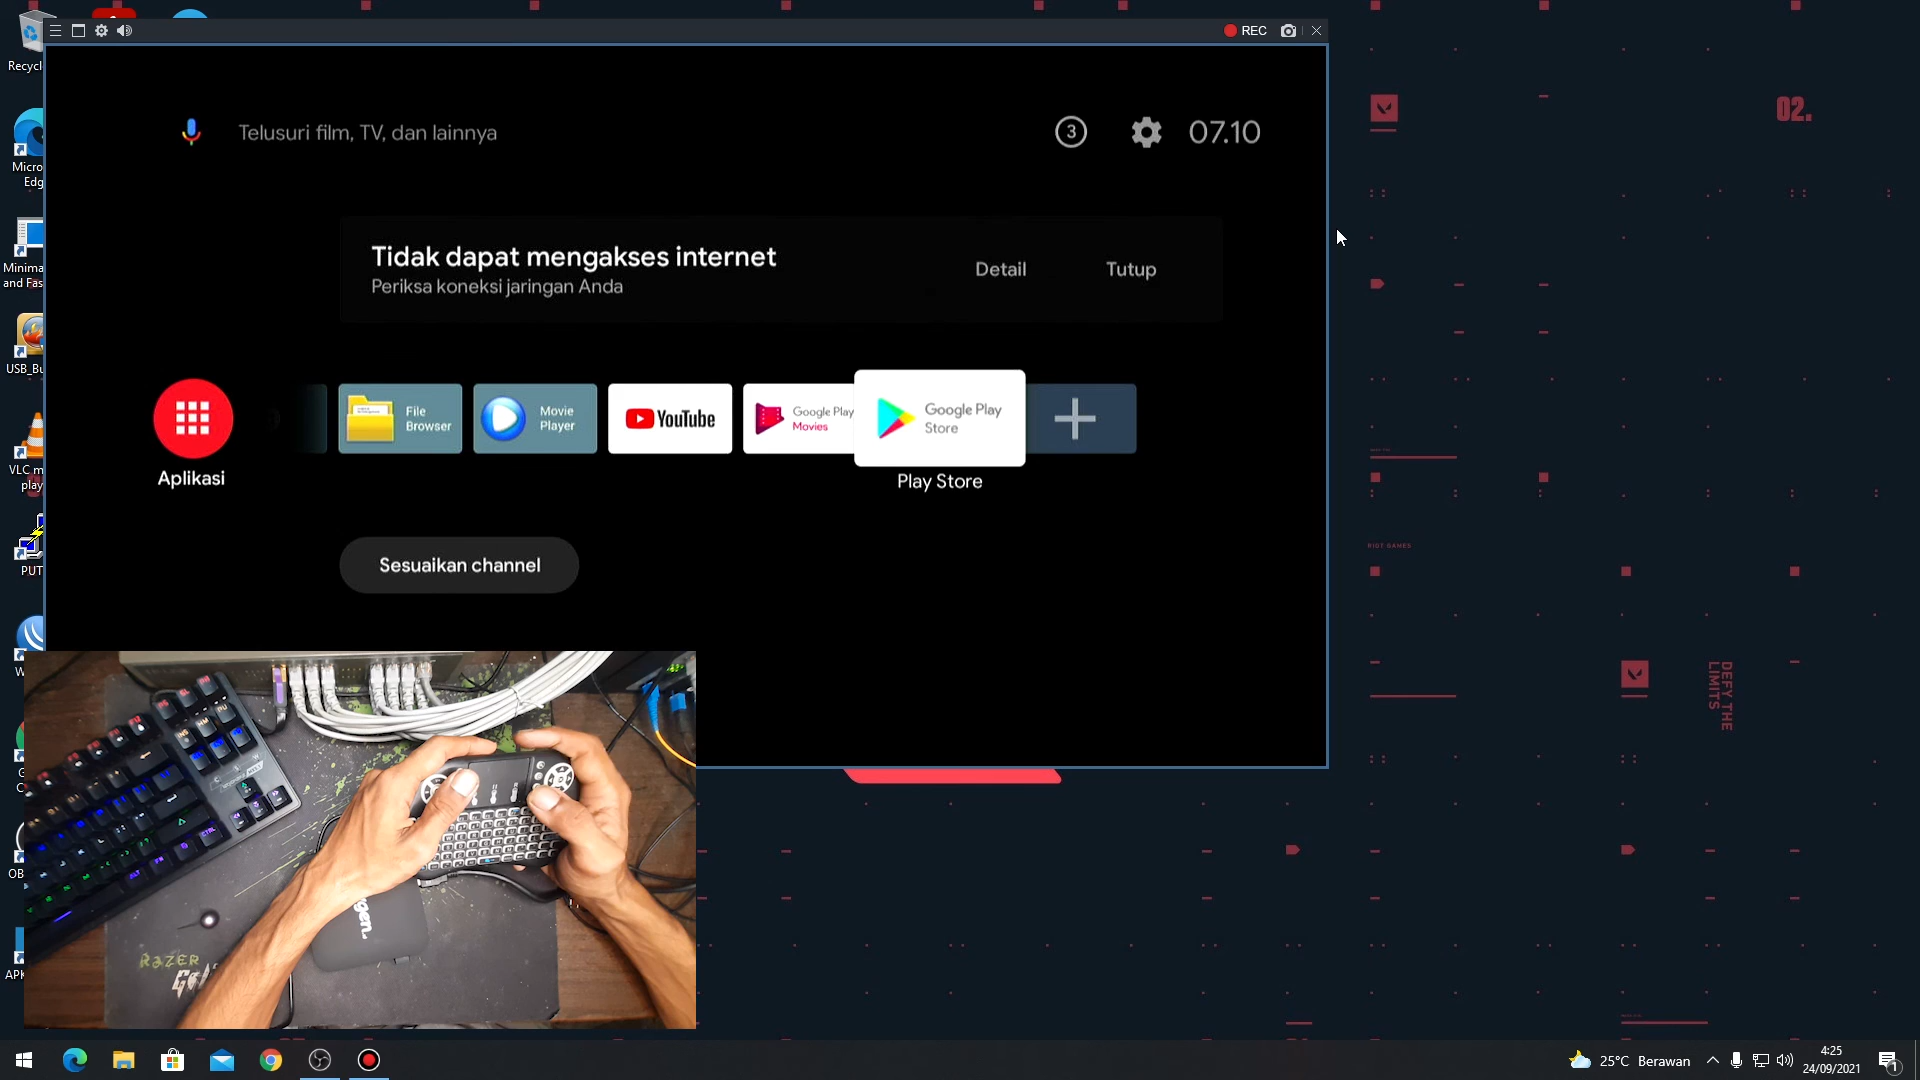 Recycl
Micro
Edg
Minima
and Fas
USB_Bu
VLC m
play
PUT
W
G
C
OB
APK
REC
Telusuri film, TV, dan lainnya
3
07.10
Tidak dapat mengakses internet
Periksa koneksi jaringan Anda
Detail
Tutup
Aplikasi
File
Browser
Movie
Player
YouTube
Google Play
Movies
Google Play
Store
Play Store
Sesuaikan channel
02.
RIOT GAMES
DEFY THE
LIMITS
RAZER
gen.
25°C Berawan
4:25
24/09/2021
1